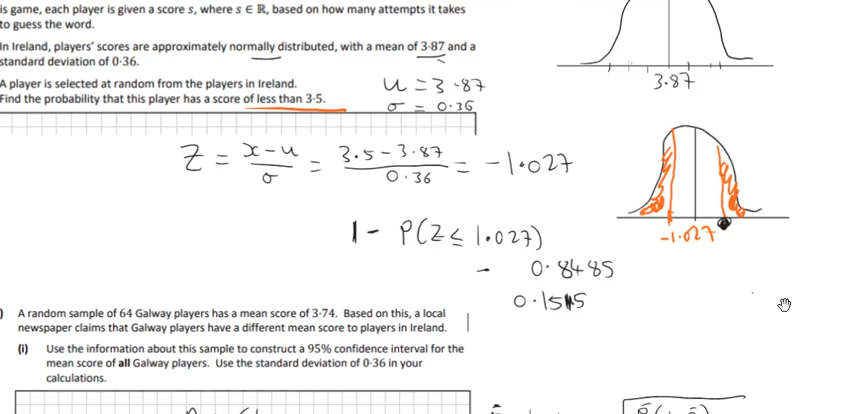 is game, each player is given a score s, where s ∈ ℝ, based on how many attempts it takes
to guess the word.
In Ireland, players' scores are approximately normally distributed, with a mean of 3·87 and a
standard deviation of 0·36.
3.87
A player is selected at random from the players in Ireland.
u = 3.87
Find the probability that this player has a score of less than 3·5.
σ = 0.36
Z = x-u/σ = 3.5-3.87/0.36 = -1.027
-1.027
1 - P(Z ≤ 1.027)
- 0.8485
0.1515
) A random sample of 64 Galway players has a mean score of 3·74. Based on this, a local
newspaper claims that Galway players have a different mean score to players in Ireland.
(i) Use the information about this sample to construct a 95% confidence interval for the
mean score of all Galway players. Use the standard deviation of 0·36 in your
calculations.